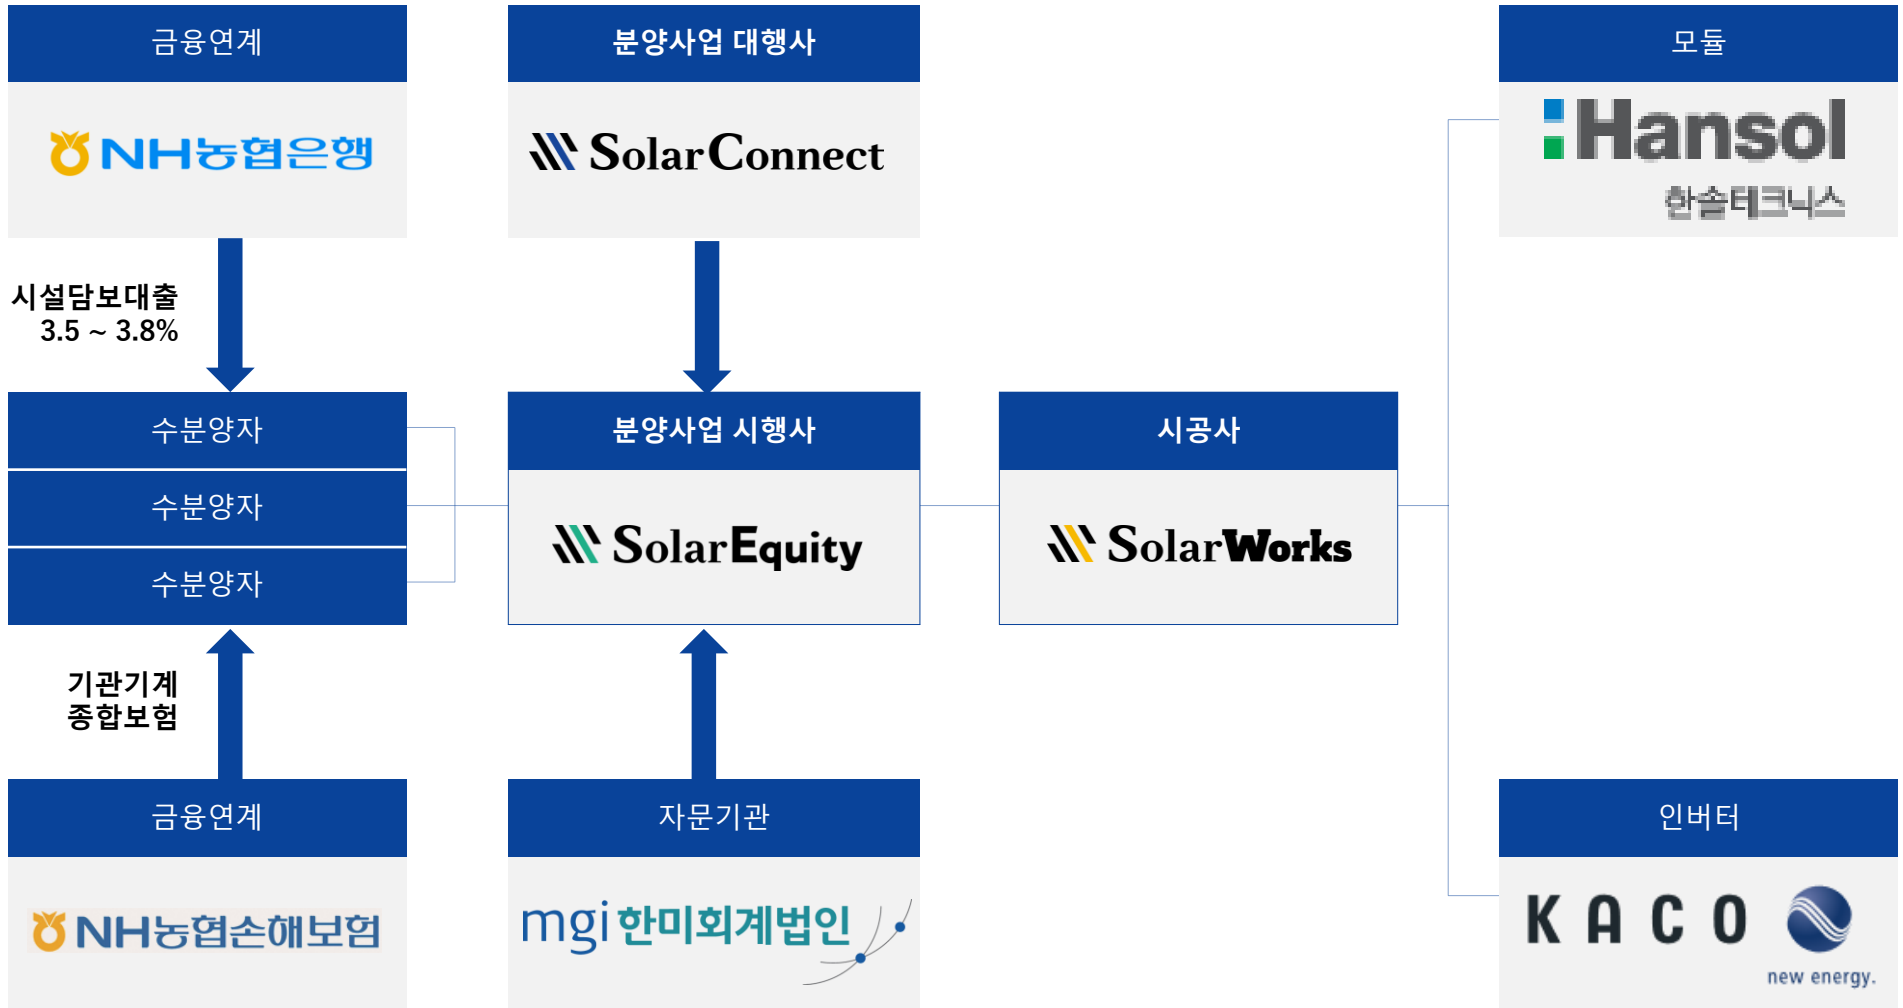 금융연계
NH농협은행
분양사업 대행사
SolarConnect
모듈
Hansol
한솔테크닉스
시설담보대출
3.5 ~ 3.8%
수분양자
수분양자
수분양자
분양사업 시행사
SolarEquity
시공사
SolarWorks
기관기계
종합보험
금융연계
NH농협손해보험
자문기관
mgi 한미회계법인
인버터
KACO
new energy.